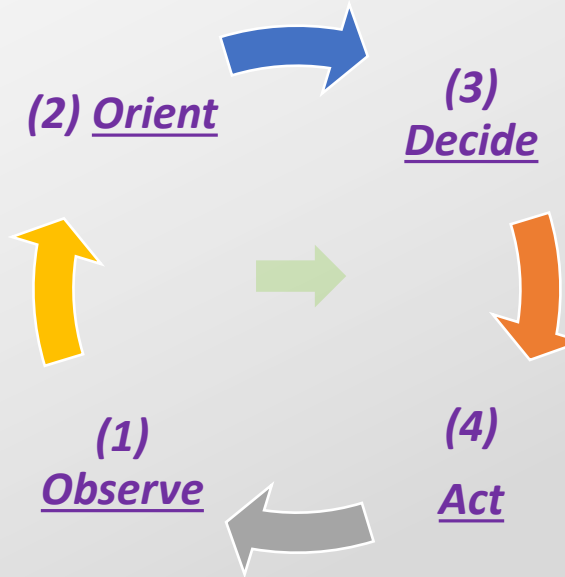 (2) Orient
(3)
Decide
(1)
Observe
(4)
Act